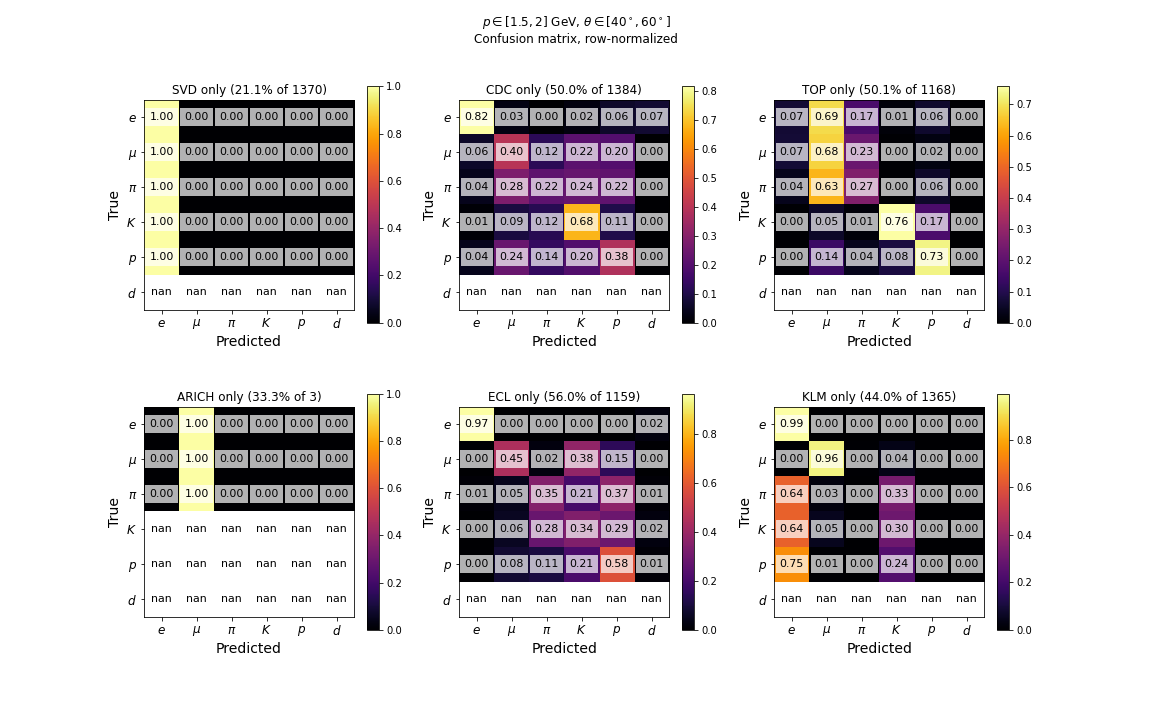 p ∈ [1.5, 2] GeV, θ ∈ [40°, 60°]
Confusion matrix, row-normalized
SVD only (21.1% of 1370)
e 1.00 0.00 0.00 0.00 0.00 0.00
μ 1.00 0.00 0.00 0.00 0.00 0.00
π 1.00 0.00 0.00 0.00 0.00 0.00
K 1.00 0.00 0.00 0.00 0.00 0.00
p 1.00 0.00 0.00 0.00 0.00 0.00
d nan nan nan nan nan nan
e μ π K p d
True
Predicted
1.0
0.8
0.6
0.4
0.2
0.0
CDC only (50.0% of 1384)
e 0.82 0.03 0.00 0.02 0.06 0.07
μ 0.06 0.40 0.12 0.22 0.20 0.00
π 0.04 0.28 0.22 0.24 0.22 0.00
K 0.01 0.09 0.12 0.68 0.11 0.00
p 0.04 0.24 0.14 0.20 0.38 0.00
d nan nan nan nan nan nan
e μ π K p d
True
Predicted
0.8
0.7
0.6
0.5
0.4
0.3
0.2
0.1
0.0
TOP only (50.1% of 1168)
e 0.07 0.69 0.17 0.01 0.06 0.00
μ 0.07 0.68 0.23 0.00 0.02 0.00
π 0.04 0.63 0.27 0.00 0.06 0.00
K 0.00 0.05 0.01 0.76 0.17 0.00
p 0.00 0.14 0.04 0.08 0.73 0.00
d nan nan nan nan nan nan
e μ π K p d
True
Predicted
0.7
0.6
0.5
0.4
0.3
0.2
0.1
0.0
ARICH only (33.3% of 3)
e 0.00 1.00 0.00 0.00 0.00 0.00
μ 0.00 1.00 0.00 0.00 0.00 0.00
π 0.00 1.00 0.00 0.00 0.00 0.00
K nan nan nan nan nan nan
p nan nan nan nan nan nan
d nan nan nan nan nan nan
e μ π K p d
True
Predicted
1.0
0.8
0.6
0.4
0.2
0.0
ECL only (56.0% of 1159)
e 0.97 0.00 0.00 0.00 0.00 0.02
μ 0.00 0.45 0.02 0.38 0.15 0.00
π 0.01 0.05 0.35 0.21 0.37 0.01
K 0.00 0.06 0.28 0.34 0.29 0.02
p 0.00 0.08 0.11 0.21 0.58 0.01
d nan nan nan nan nan nan
e μ π K p d
True
Predicted
0.8
0.6
0.4
0.2
0.0
KLM only (44.0% of 1365)
e 0.99 0.00 0.00 0.00 0.00 0.00
μ 0.00 0.96 0.00 0.04 0.00 0.00
π 0.64 0.03 0.00 0.33 0.00 0.00
K 0.64 0.05 0.00 0.30 0.00 0.00
p 0.75 0.01 0.00 0.24 0.00 0.00
d nan nan nan nan nan nan
e μ π K p d
True
Predicted
0.8
0.6
0.4
0.2
0.0